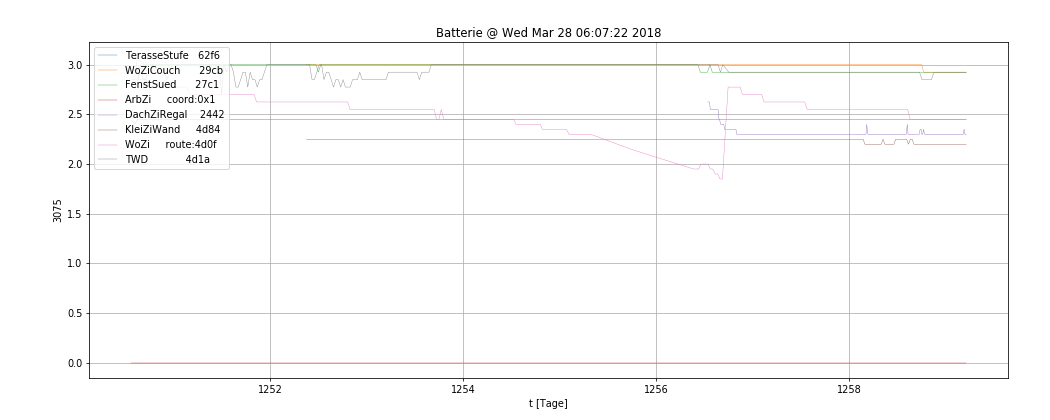 Batterie @ Wed Mar 28 06:07:22 2018
TerasseStufe 62f6
WoZiCouch 29cb
FenstSued 27c1
ArbZi coord:0x1
DachZiRegal 2442
KleiZiWand 4d84
WoZi route:4d0f
TWD 4d1a
3.0
2.5
2.0
1.5
1.0
0.5
0.0
3075
1252 1254 1256 1258
t [Tage]